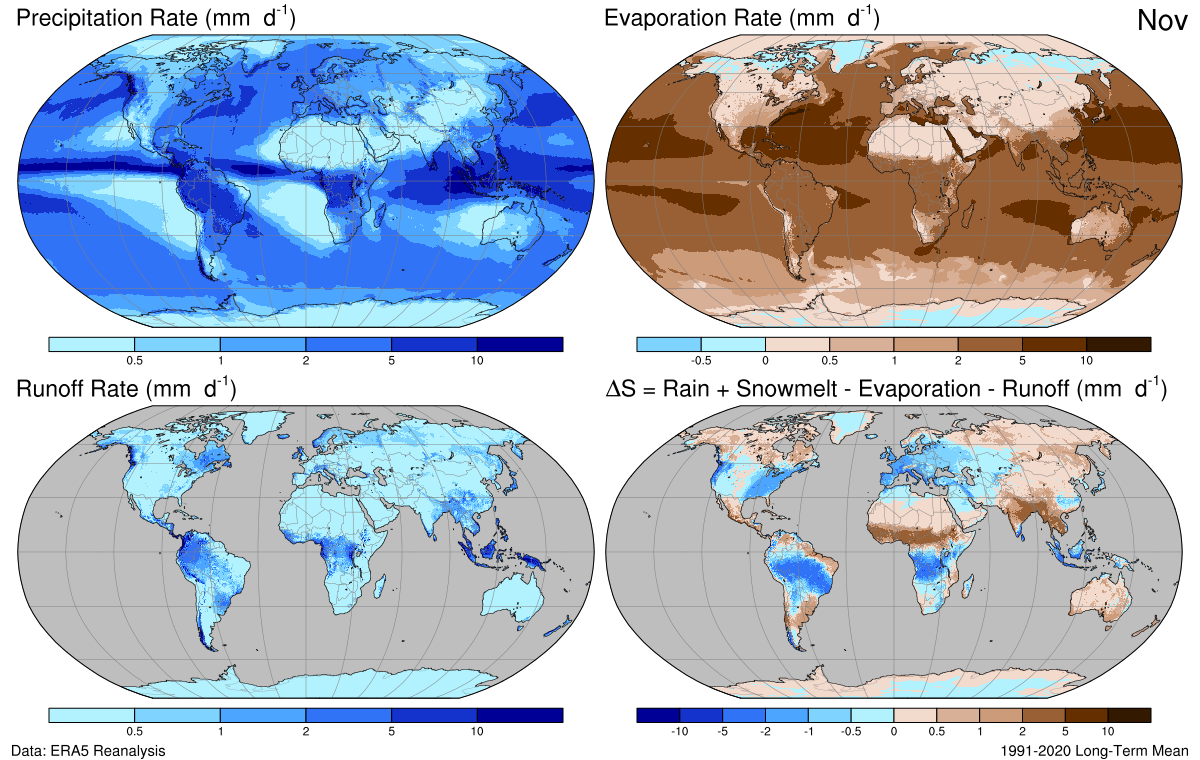 Precipitation Rate (mm d⁻¹)
Evaporation Rate (mm d⁻¹)
Nov
0.5 1 2 5 10
-0.5 0 0.5 1 2 5 10
Runoff Rate (mm d⁻¹)
ΔS = Rain + Snowmelt - Evaporation - Runoff (mm d⁻¹)
0.5 1 2 5 10
-10 -5 -2 -1 -0.5 0 0.5 1 2 5 10
Data: ERA5 Reanalysis
1991-2020 Long-Term Mean